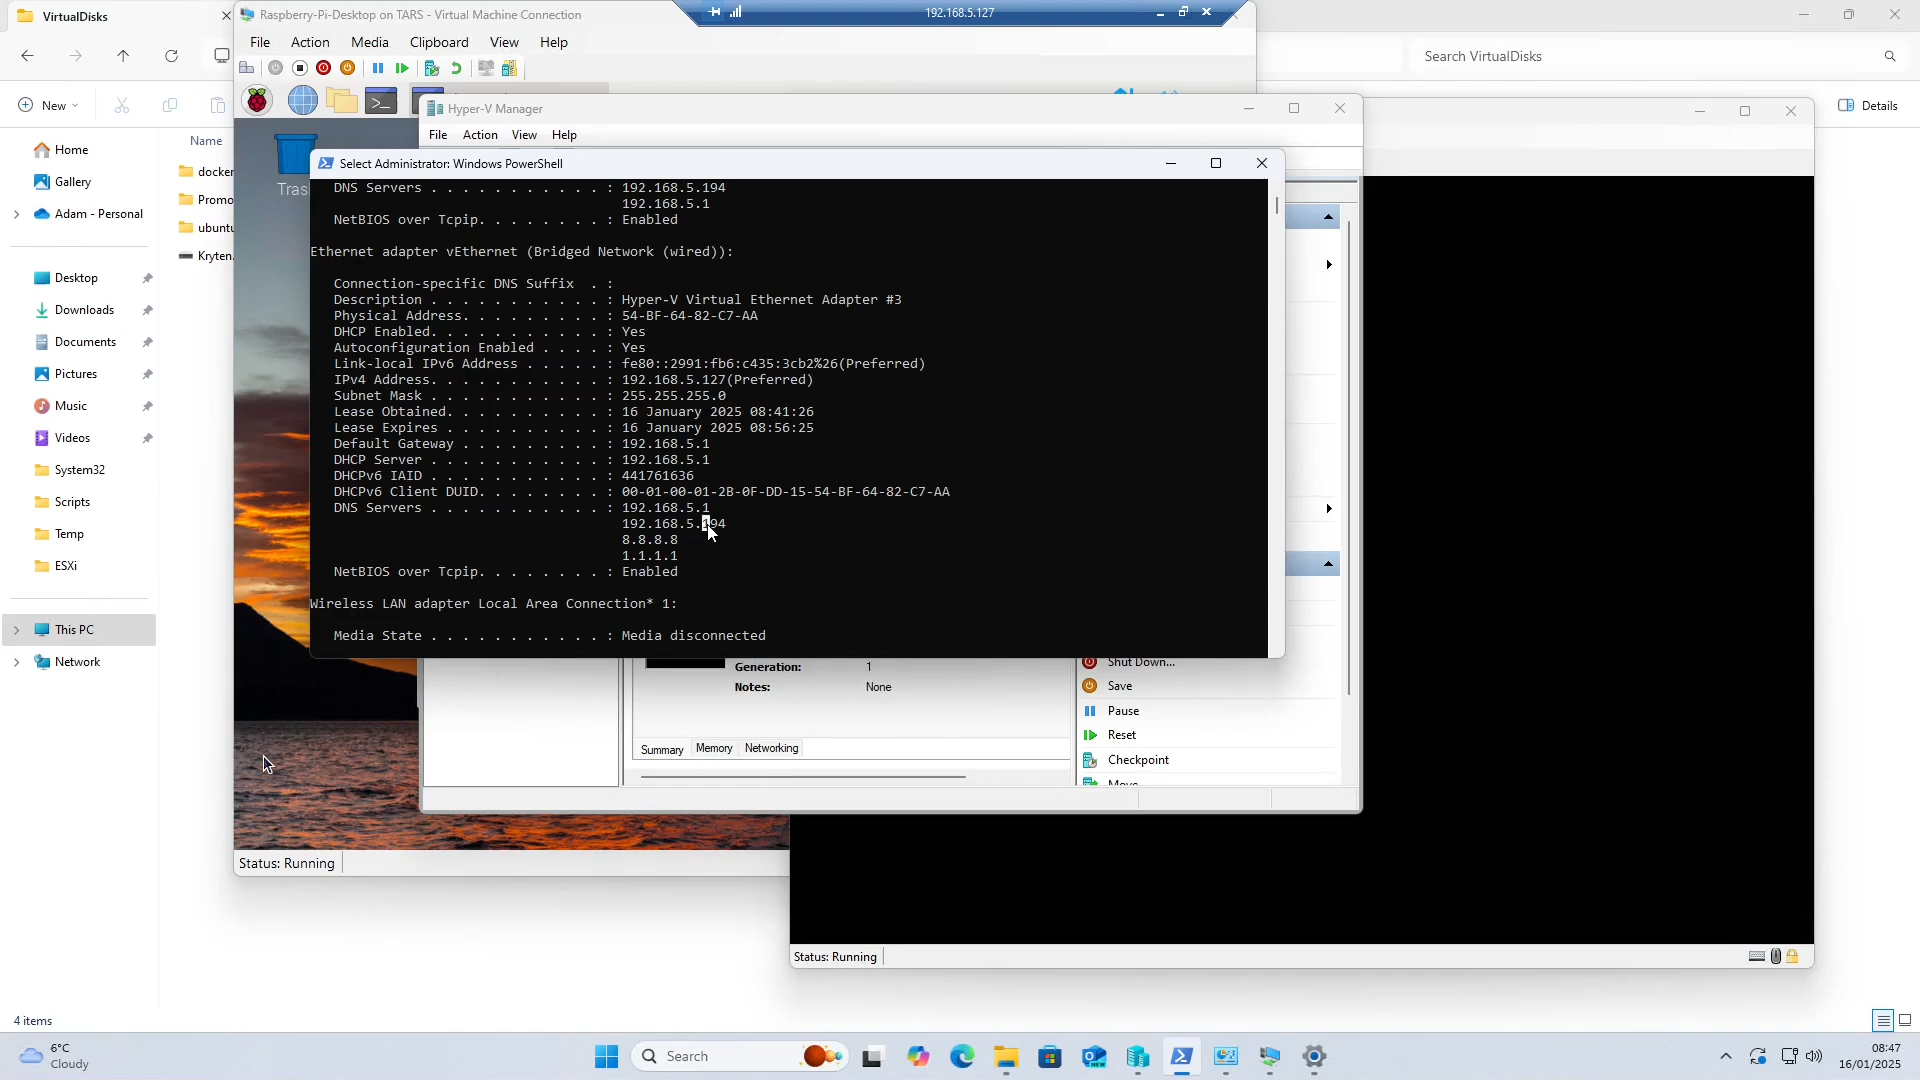 VirtualDisks
Raspberry-Pi-Desktop on TARS - Virtual Machine Connection
192.168.5.127
File Action Media Clipboard View Help
Search VirtualDisks
New
Details
Hyper-V Manager
File Action View Help
Home
Gallery
Adam - Personal
Desktop
Downloads
Documents
Pictures
Music
Videos
System32
Scripts
Temp
ESXi
This PC
Network
Name
docker
Promo
ubuntu
Kryten.
Tras
Select Administrator: Windows PowerShell
DNS Servers . . . . . . . . . . . : 192.168.5.194
192.168.5.1
NetBIOS over Tcpip. . . . . . . . : Enabled
Ethernet adapter vEthernet (Bridged Network (wired)):
Connection-specific DNS Suffix . :
Description . . . . . . . . . . . : Hyper-V Virtual Ethernet Adapter #3
Physical Address. . . . . . . . . : 54-BF-64-82-C7-AA
DHCP Enabled. . . . . . . . . . . : Yes
Autoconfiguration Enabled . . . . : Yes
Link-local IPv6 Address . . . . . : fe80::2991:fb6:c435:3cb2%26(Preferred)
IPv4 Address. . . . . . . . . . . : 192.168.5.127(Preferred)
Subnet Mask . . . . . . . . . . . : 255.255.255.0
Lease Obtained. . . . . . . . . . : 16 January 2025 08:41:26
Lease Expires . . . . . . . . . . : 16 January 2025 08:56:25
Default Gateway . . . . . . . . . : 192.168.5.1
DHCP Server . . . . . . . . . . . : 192.168.5.1
DHCPv6 IAID . . . . . . . . . . . : 441761636
DHCPv6 Client DUID. . . . . . . . : 00-01-00-01-2B-0F-DD-15-54-BF-64-82-C7-AA
DNS Servers . . . . . . . . . . . : 192.168.5.1
192.168.5.194
8.8.8.8
1.1.1.1
NetBIOS over Tcpip. . . . . . . . : Enabled
Wireless LAN adapter Local Area Connection* 1:
Media State . . . . . . . . . . . : Media disconnected
Generation: 1
Notes: None
Summary Memory Networking
Shut Down...
Save
Pause
Reset
Checkpoint
Status: Running
Status: Running
4 items
6°C
Cloudy
Search
08:47
16/01/2025